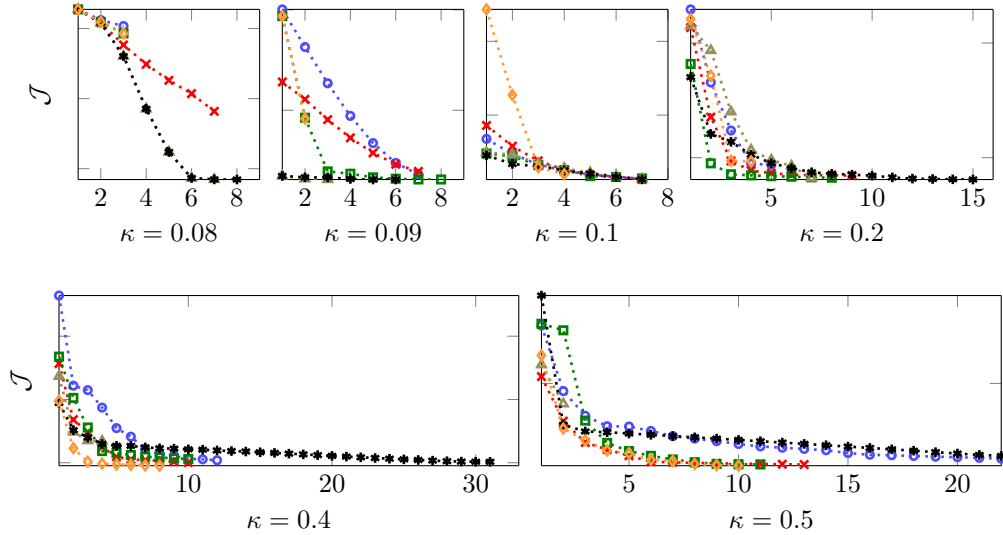 𝒥
2 4 6 8
2 4 6 8
2 4 6
5 10 15
κ = 0.08
κ = 0.09
κ = 0.1
κ = 0.2
𝒥
10 20 30
5 10 15 20
κ = 0.4
κ = 0.5